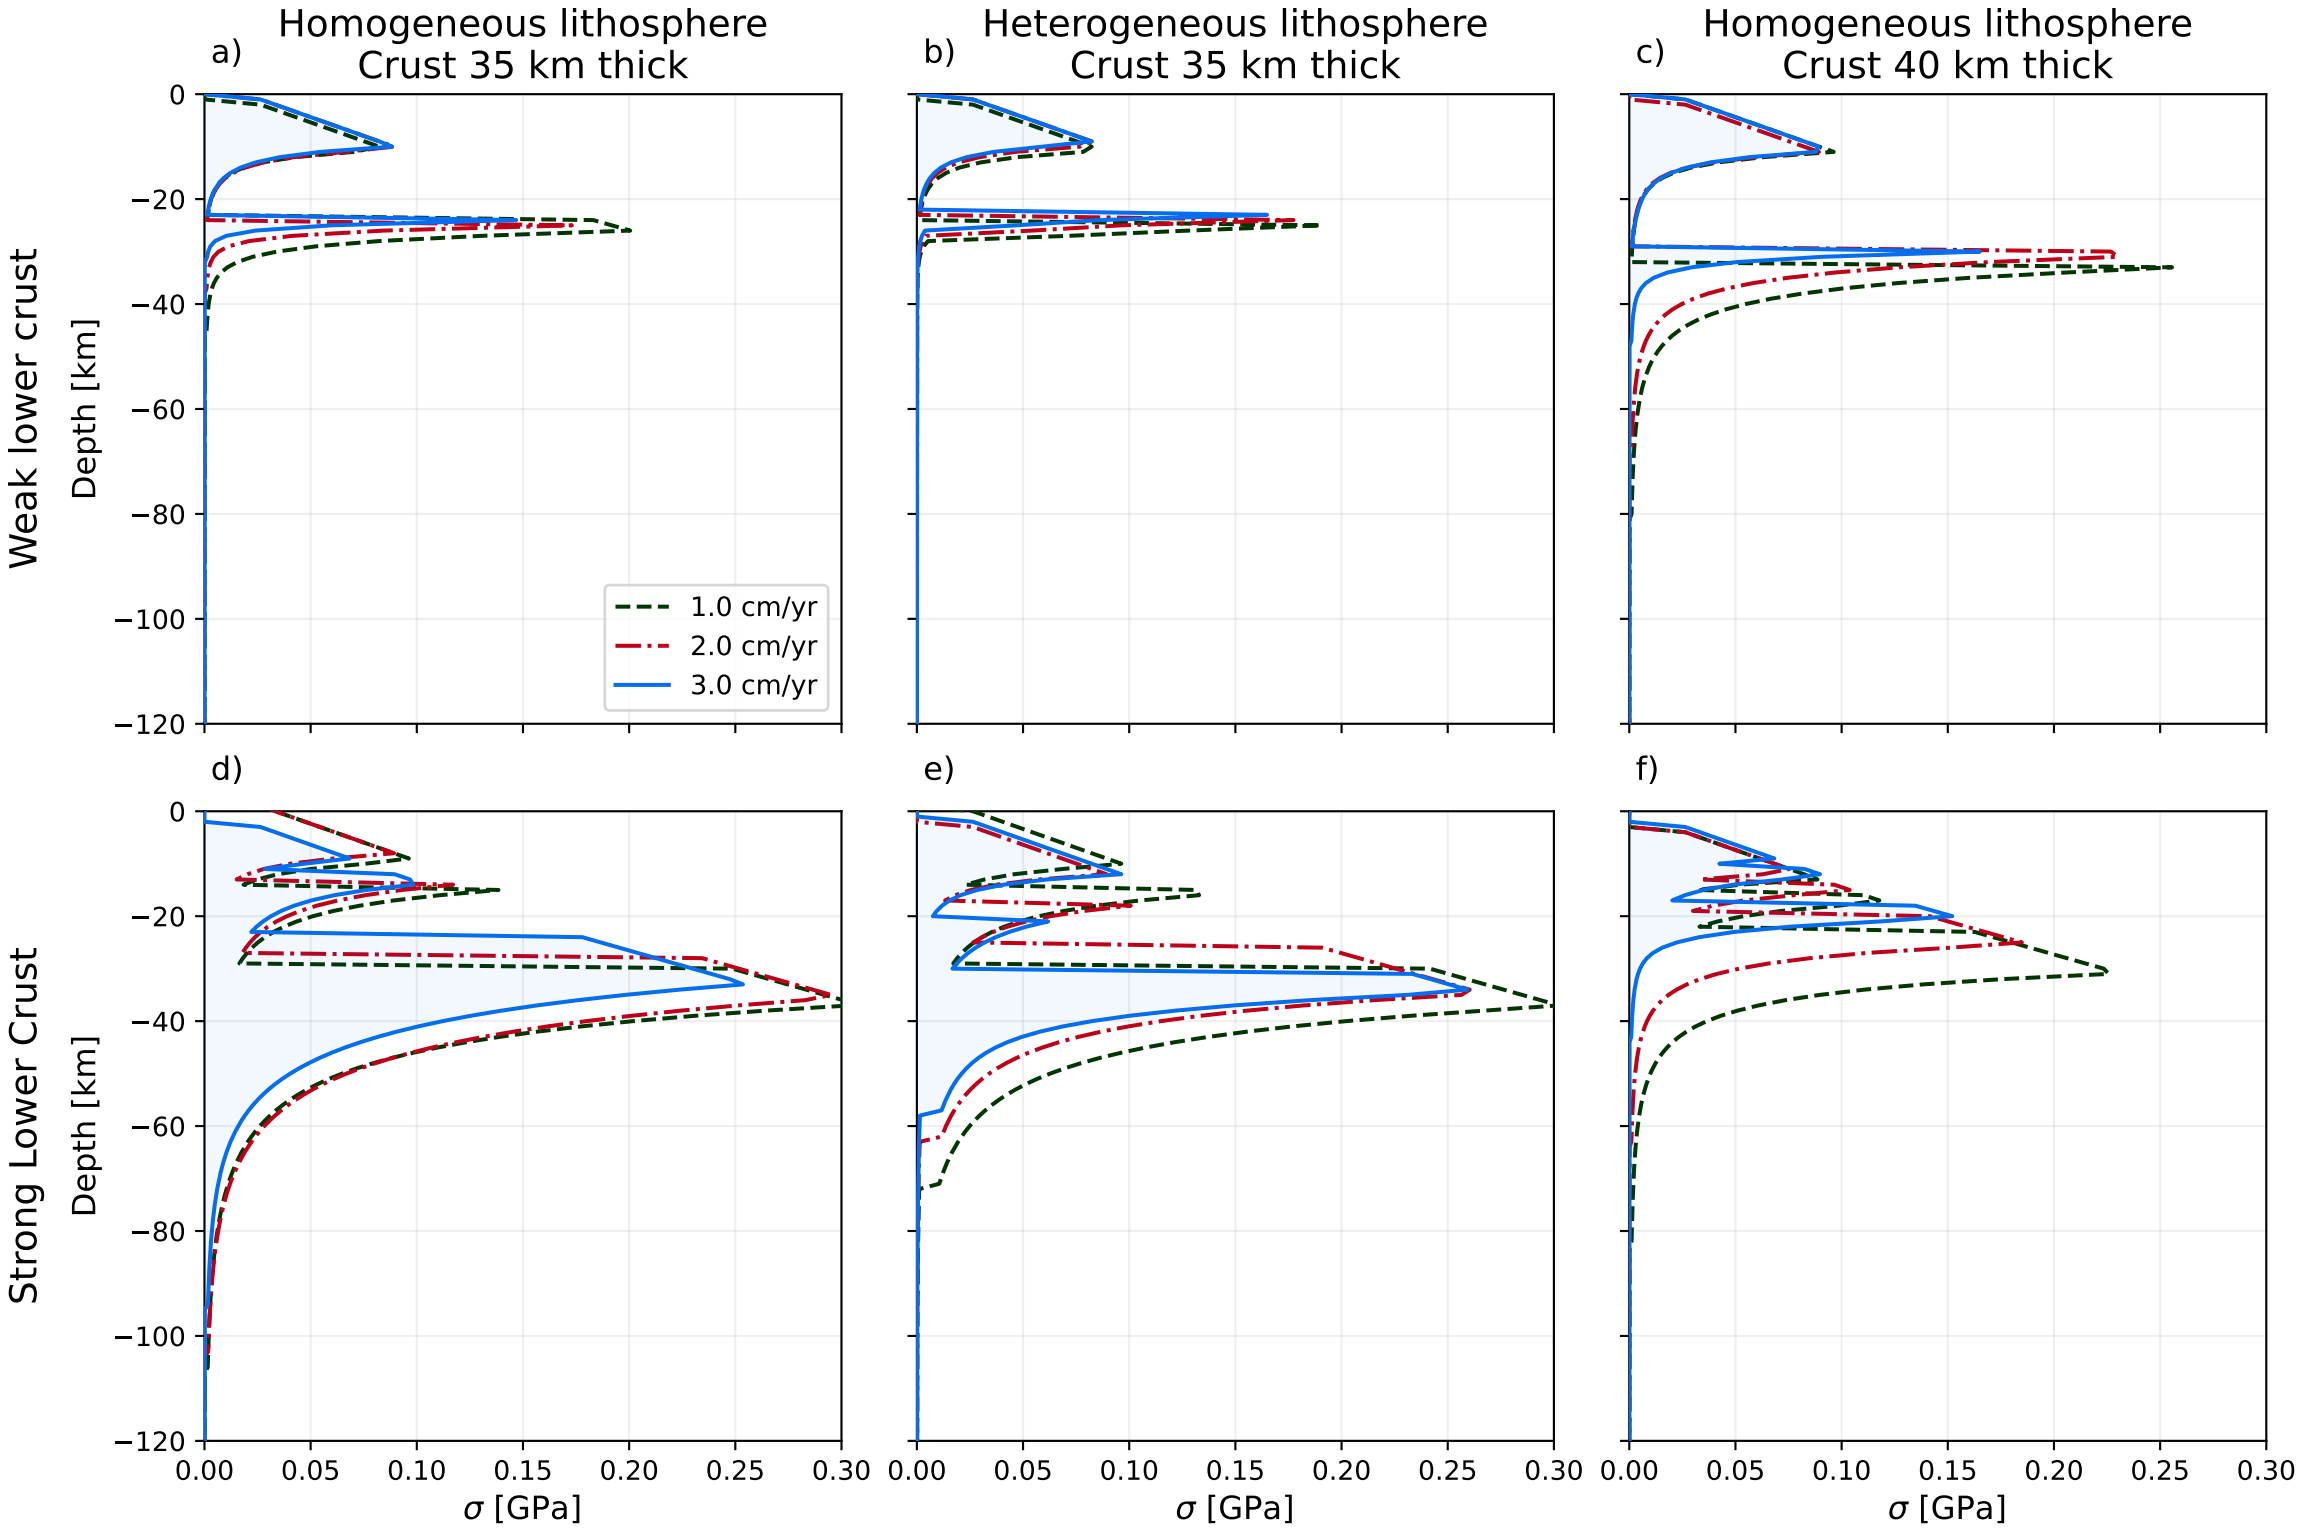 Homogeneous lithosphere
Crust 35 km thick
Heterogeneous lithosphere
Crust 35 km thick
Homogeneous lithosphere
Crust 40 km thick
a)
b)
c)
Weak lower crust
Depth [km]
0
−20
−40
−60
−80
−100
−120
1.0 cm/yr
2.0 cm/yr
3.0 cm/yr
d)
e)
f)
Strong Lower Crust
Depth [km]
0
−20
−40
−60
−80
−100
−120
0.00 0.05 0.10 0.15 0.20 0.25 0.30
0.00 0.05 0.10 0.15 0.20 0.25 0.30
0.00 0.05 0.10 0.15 0.20 0.25 0.30
σ [GPa]
σ [GPa]
σ [GPa]